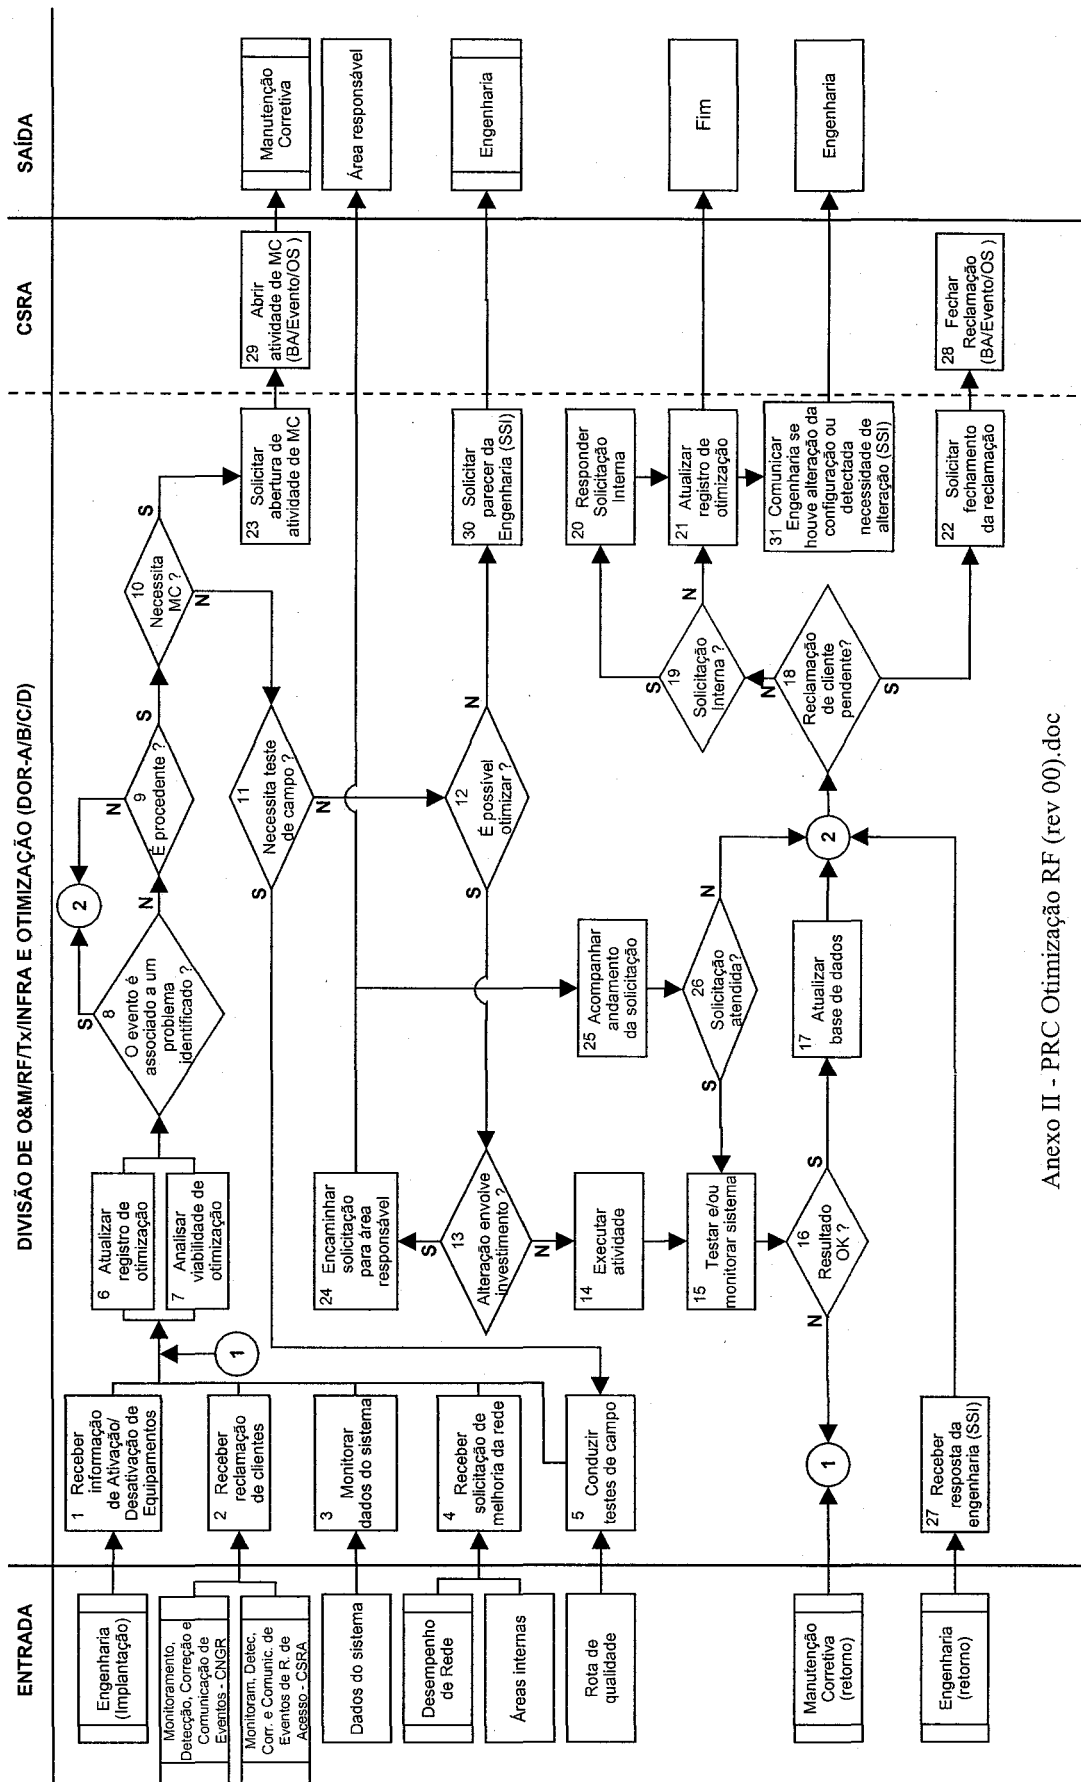 DIVISÃO DE O&M/RF/Tx/INFRA E OTIMIZAÇÃO (DOR-A/B/C/D)
ENTRADA
CSRA
SAÍDA
Engenharia
(Implantação)
Monitoramento,
Detecção, Correção e
Comunicação de
Eventos - CNGR
Monitoram, Detec,
Corr. e Comunic. de
Eventos de R. de
Acesso - CSRA
Dados do sistema
Desempenho
de Rede
Áreas internas
Rota de
qualidade
Manutenção
Corretiva
(retorno)
Engenharia
(retorno)
1 Receber
informação
de Ativação/
Desativação de
Equipamentos
2 Receber
reclamação
de clientes
3 Monitorar
dados do sistema
4 Receber
solicitação de
melhoria da rede
5 Conduzir
testes de campo
1
27 Receber
resposta da
engenharia (SSI)
1
6 Atualizar
registro de
otimização
7 Analisar
viabilidade de
otimização
24 Encaminhar
solicitação
para área
responsável
S
13
Alteração envolve
investimento ?
N
14 Executar
atividade
15 Testar e/ou
monitorar sistema
16
Resultado
OK ?
N
S
8
O evento é
associado a um
problema
identificado ?
S
N
2
9
É procedente ?
N
S
10
Necessita
MC ?
S
N
11
Necessita teste
de campo ?
S
N
12
É possível
otimizar ?
S
N
25 Acompanhar
andamento
da solicitação
26
Solicitação
atendida?
S
N
17 Atualizar
base de dados
2
18
Reclamação
de cliente
pendente?
N
S
19
Solicitação
Interna ?
S
N
23 Solicitar
abertura de
atividade de MC
30 Solicitar
parecer da
Engenharia (SSI)
20 Responder
Solicitação
Interna
21 Atualizar
registro de
otimização
31 Comunicar
Engenharia se
houve alteração da
configuração ou
detectada
necessidade de
alteração (SSI)
22 Solicitar
fechamento
da reclamação
29 Abrir
atividade de MC
(BA/Evento/OS )
28 Fechar
Reclamação
(BA/Evento/OS )
Manutenção
Corretiva
Área responsável
Engenharia
Fim
Engenharia
Anexo II - PRC Otimização RF (rev 00).doc